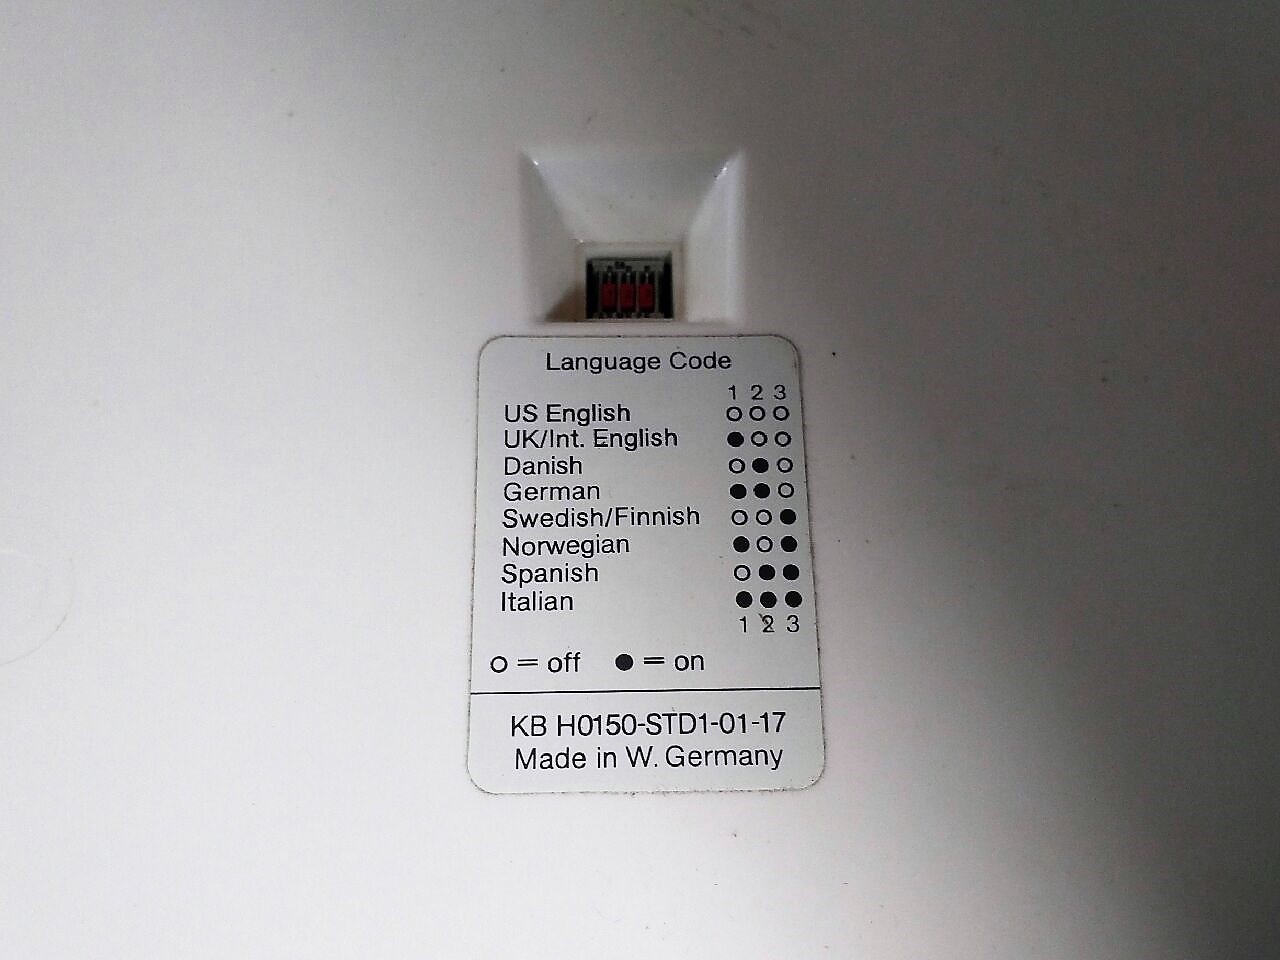 Language Code
1 2 3
US English ○○○
UK/Int. English ●○○
Danish ○●○
German ●●○
Swedish/Finnish ○○●
Norwegian ●○●
Spanish ○●●
Italian ●●●
1 2 3
○ = off ● = on
KB H0150-STD1-01-17
Made in W. Germany